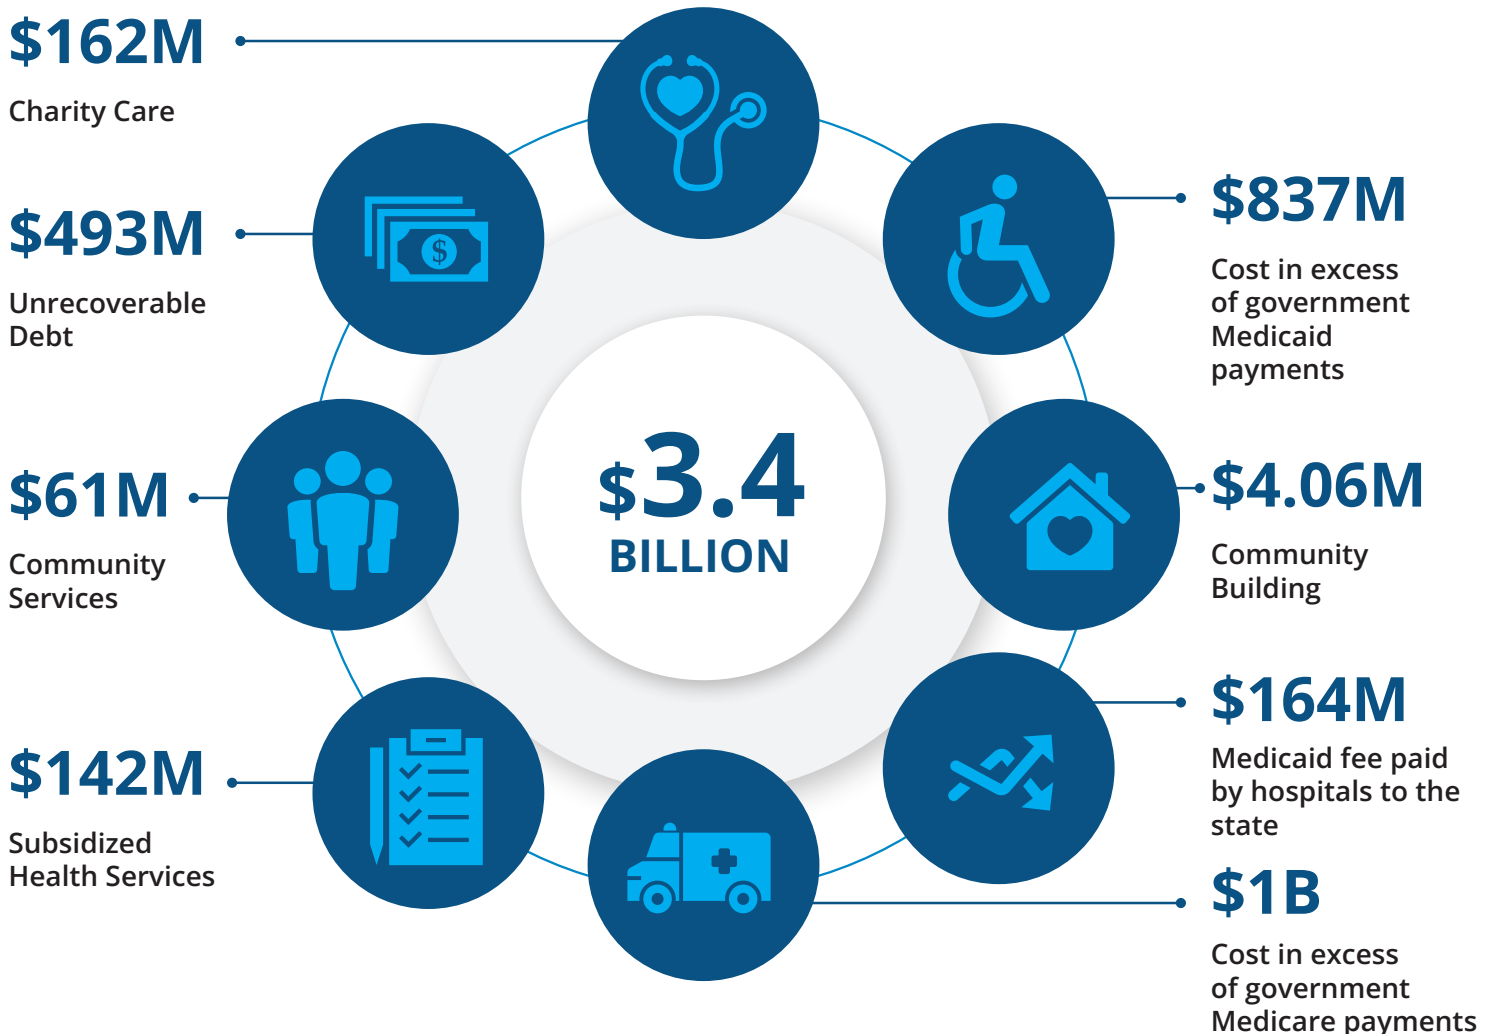 $162M
Charity Care
$493M
Unrecoverable
Debt
$61M
Community
Services
$142M
Subsidized
Health Services
$
$3.4
BILLION
$837M
Cost in excess
of government
Medicaid
payments
$4.06M
Community
Building
$164M
Medicaid fee paid
by hospitals to the
state
$1B
Cost in excess
of government
Medicare payments